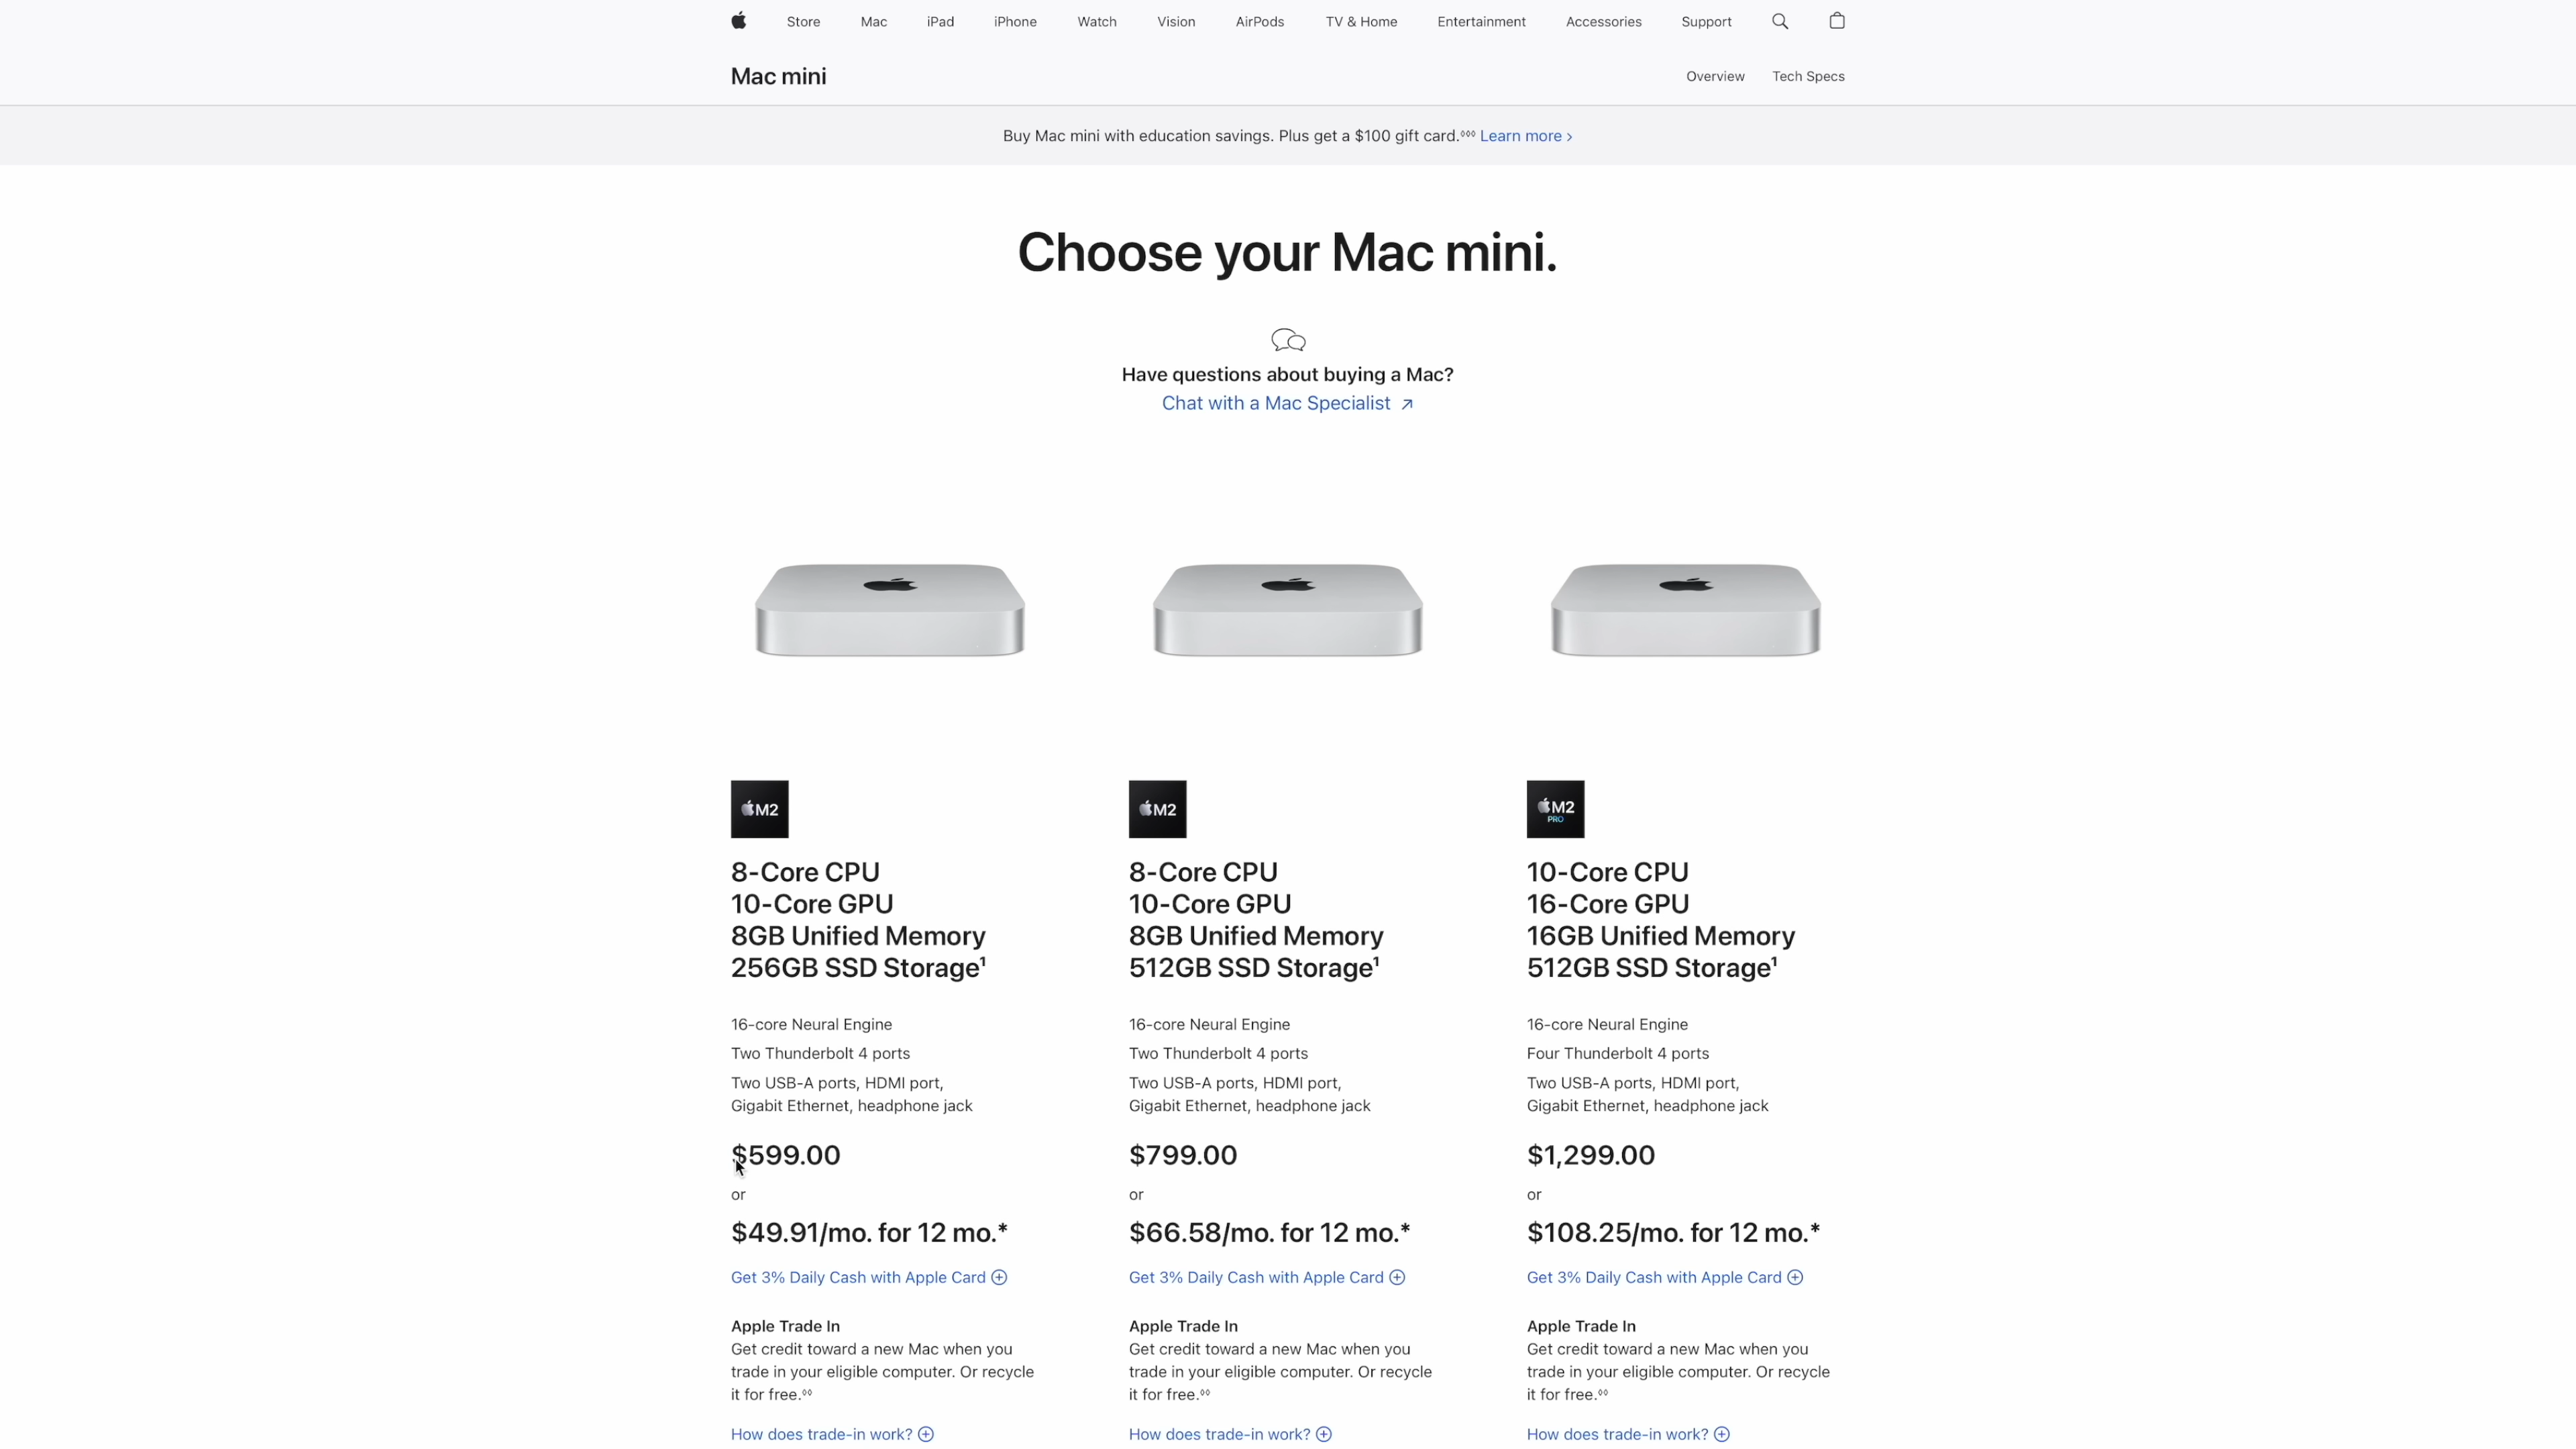 Store Mac iPad iPhone Watch Vision AirPods TV & Home Entertainment Accessories Support
Mac mini
Overview Tech Specs
Buy Mac mini with education savings. Plus get a $100 gift card.◊◊◊ Learn more >
Choose your Mac mini.
Have questions about buying a Mac?
Chat with a Mac Specialist ↗
M2
8-Core CPU
10-Core GPU
8GB Unified Memory
256GB SSD Storage¹
16-core Neural Engine
Two Thunderbolt 4 ports
Two USB-A ports, HDMI port,
Gigabit Ethernet, headphone jack
$599.00
or
$49.91/mo. for 12 mo.*
Get 3% Daily Cash with Apple Card
Apple Trade In
Get credit toward a new Mac when you
trade in your eligible computer. Or recycle
it for free.◊◊
How does trade-in work?
M2
8-Core CPU
10-Core GPU
8GB Unified Memory
512GB SSD Storage¹
16-core Neural Engine
Two Thunderbolt 4 ports
Two USB-A ports, HDMI port,
Gigabit Ethernet, headphone jack
$799.00
or
$66.58/mo. for 12 mo.*
Get 3% Daily Cash with Apple Card
Apple Trade In
Get credit toward a new Mac when you
trade in your eligible computer. Or recycle
it for free.◊◊
How does trade-in work?
M2
PRO
10-Core CPU
16-Core GPU
16GB Unified Memory
512GB SSD Storage¹
16-core Neural Engine
Four Thunderbolt 4 ports
Two USB-A ports, HDMI port,
Gigabit Ethernet, headphone jack
$1,299.00
or
$108.25/mo. for 12 mo.*
Get 3% Daily Cash with Apple Card
Apple Trade In
Get credit toward a new Mac when you
trade in your eligible computer. Or recycle
it for free.◊◊
How does trade-in work?